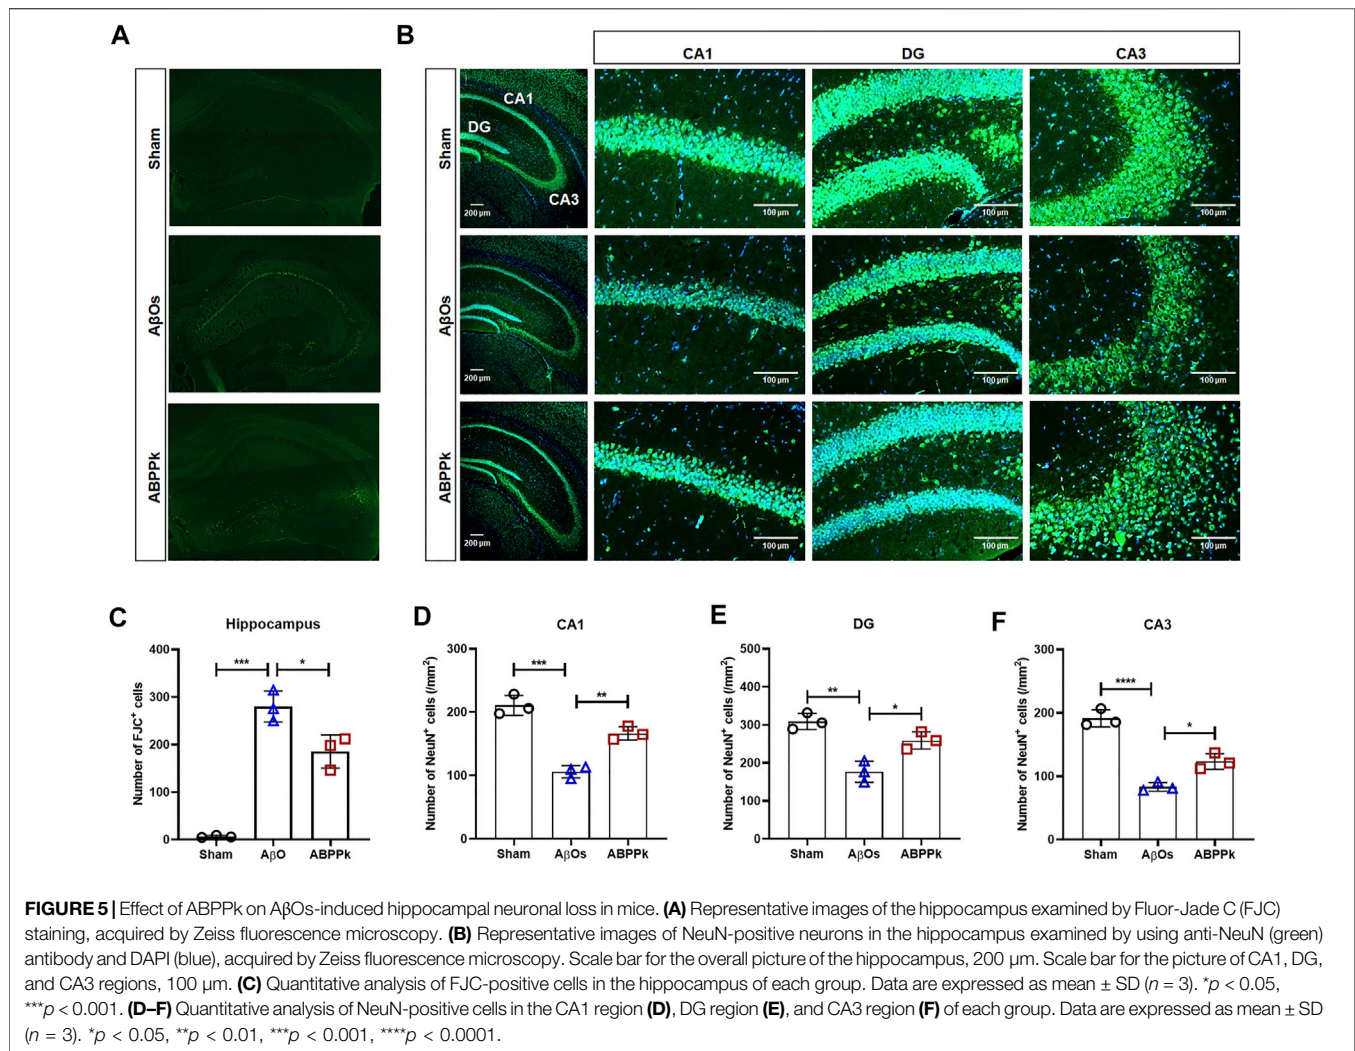 A
B
CA1 DG CA3
Sham
Sham
CA1
DG
CA3
200 µm
100 µm
100 µm
100 µm
AβOs
AβOs
200 µm
100 µm
100 µm
100 µm
ABPPk
ABPPk
200 µm
100 µm
100 µm
100 µm
C
Hippocampus
Number of FJC+ cells
400
300
200
100
0
***
*
Sham AβO ABPPk
D
CA1
Number of NeuN+ cells (/mm2)
300
200
100
0
***
**
Sham AβOs ABPPk
E
DG
Number of NeuN+ cells (/mm2)
500
400
300
200
100
0
**
*
Sham AβOs ABPPk
F
CA3
Number of NeuN+ cells (/mm2)
300
200
100
0
****
*
Sham AβOs ABPPk
FIGURE 5 | Effect of ABPPk on AβOs-induced hippocampal neuronal loss in mice. (A) Representative images of the hippocampus examined by Fluor-Jade C (FJC)
staining, acquired by Zeiss fluorescence microscopy. (B) Representative images of NeuN-positive neurons in the hippocampus examined by using anti-NeuN (green)
antibody and DAPI (blue), acquired by Zeiss fluorescence microscopy. Scale bar for the overall picture of the hippocampus, 200 µm. Scale bar for the picture of CA1, DG,
and CA3 regions, 100 µm. (C) Quantitative analysis of FJC-positive cells in the hippocampus of each group. Data are expressed as mean ± SD (n = 3). *p < 0.05,
***p < 0.001. (D–F) Quantitative analysis of NeuN-positive cells in the CA1 region (D), DG region (E), and CA3 region (F) of each group. Data are expressed as mean ± SD
(n = 3). *p < 0.05, **p < 0.01, ***p < 0.001, ****p < 0.0001.